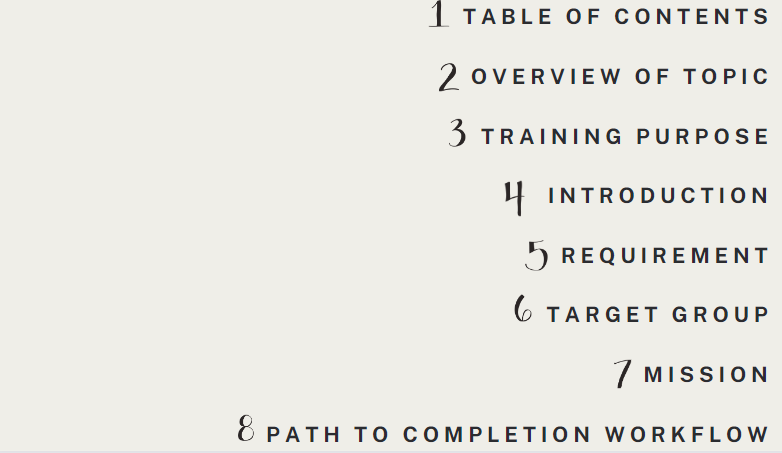 1 TABLE OF CONTENTS
2 OVERVIEW OF TOPIC
3 TRAINING PURPOSE
4 INTRODUCTION
5 REQUIREMENT
6 TARGET GROUP
7 MISSION
8 PATH TO COMPLETION WORKFLOW